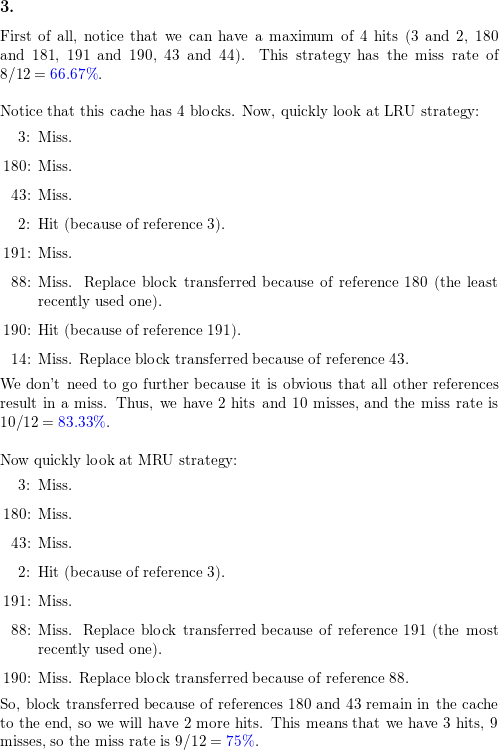 3.
First of all, notice that we can have a maximum of 4 hits (3 and 2, 180
and 181, 191 and 190, 43 and 44). This strategy has the miss rate of
8/12 = 66.67%.
Notice that this cache has 4 blocks. Now, quickly look at LRU strategy:
3: Miss.
180: Miss.
43: Miss.
2: Hit (because of reference 3).
191: Miss.
88: Miss. Replace block transferred because of reference 180 (the least
recently used one).
190: Hit (because of reference 191).
14: Miss. Replace block transferred because of reference 43.
We don't need to go further because it is obvious that all other references
result in a miss. Thus, we have 2 hits and 10 misses, and the miss rate is
10/12 = 83.33%.
Now quickly look at MRU strategy:
3: Miss.
180: Miss.
43: Miss.
2: Hit (because of reference 3).
191: Miss.
88: Miss. Replace block transferred because of reference 191 (the most
recently used one).
190: Miss. Replace block transferred because of reference 88.
So, block transferred because of references 180 and 43 remain in the cache
to the end, so we will have 2 more hits. This means that we have 3 hits, 9
misses, so the miss rate is 9/12 = 75%.